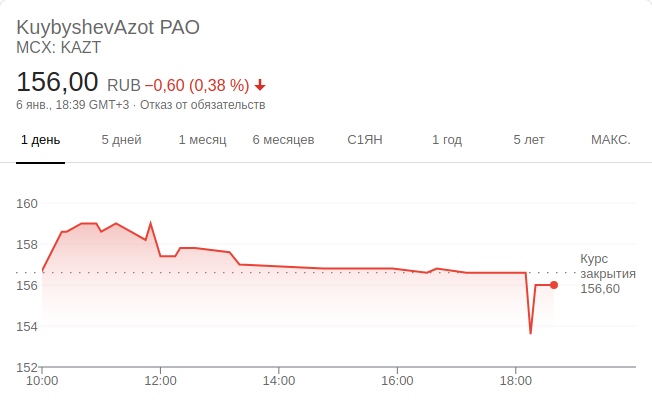 KuybyshevAzot PAO
MCX: KAZT
156,00 RUB −0,60 (0,38 %)
6 янв., 18:39 GMT+3 · Отказ от обязательств
1 день 5 дней 1 месяц 6 месяцев С1ЯН 1 год 5 лет МАКС.
160
158
156
154
152
Курс
закрытия
156,60
10:00 12:00 14:00 16:00 18:00